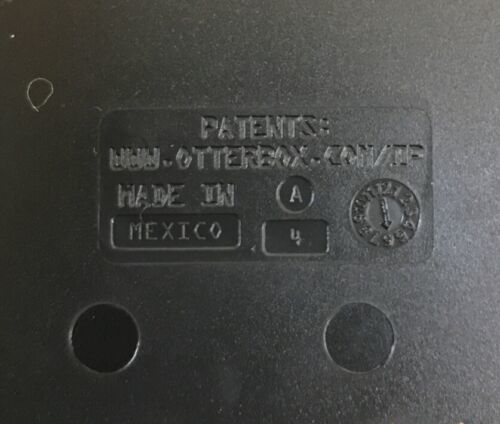 PATENTS:
WWW.OTTERBOX.COM/IP
MADE IN A
MEXICO 4